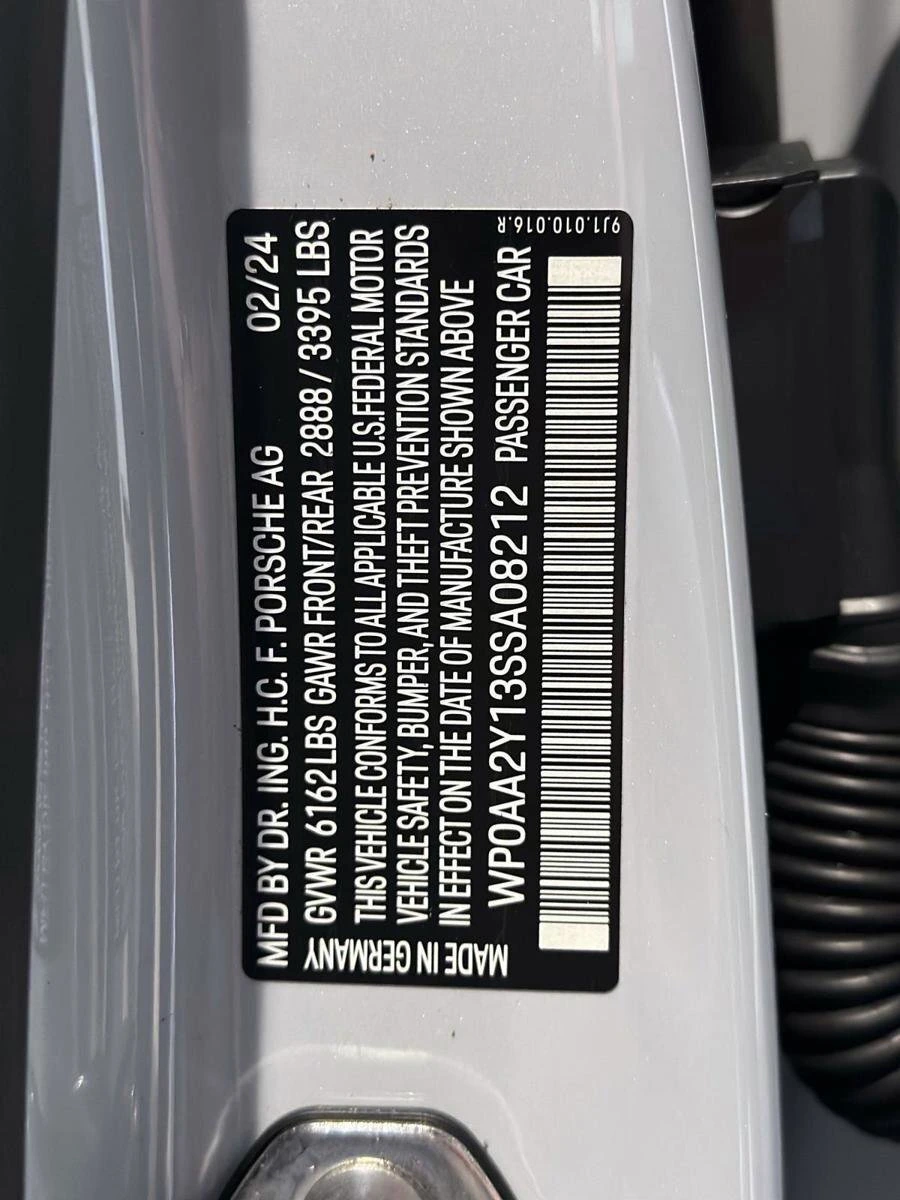 MFD BY DR. ING. H.C. F. PORSCHE AG 02/24
GVWR 6162 LBS GAWR FRONT/REAR 2888 / 3395 LBS
THIS VEHICLE CONFORMS TO ALL APPLICABLE U.S.FEDERAL MOTOR
VEHICLE SAFETY, BUMPER, AND THEFT PREVENTION STANDARDS
IN EFFECT ON THE DATE OF MANUFACTURE SHOWN ABOVE
WP0AA2Y13SSA08212 PASSENGER CAR
MADE IN GERMANY
9J1.010.016.R